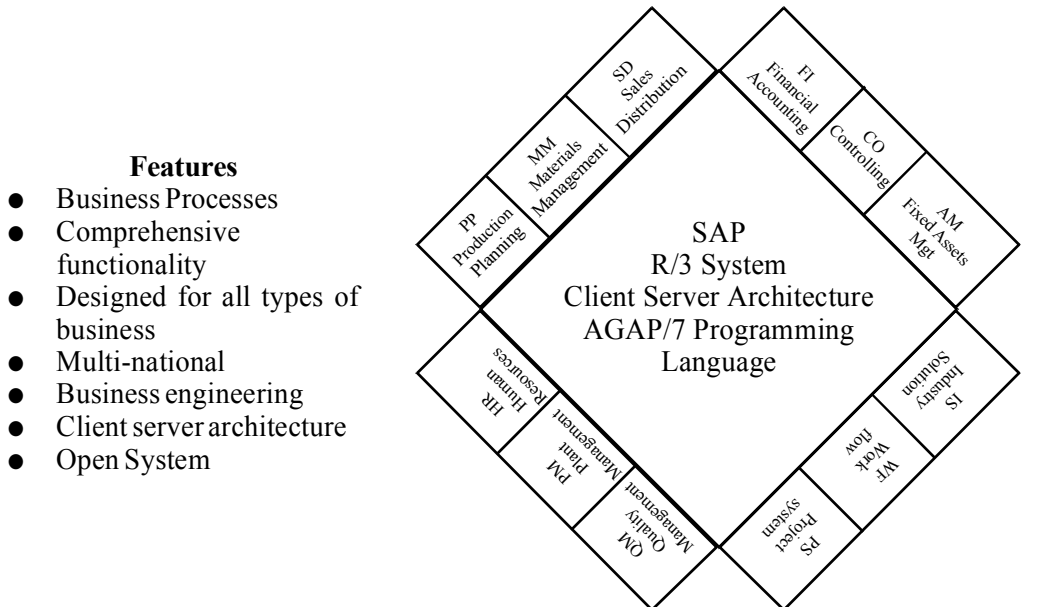 Features
● Business Processes
● Comprehensive
functionality
● Designed for all types of
business
● Multi-national
● Business engineering
● Client server architecture
● Open System
SD
Sales
Distribution
MM
Materials
Management
PP
Production
Planning
FI
Financial
Accounting
CO
Controlling
AM
Fixed Assets
Mgt
SAP
R/3 System
Client Server Architecture
AGAP/7 Programming
Language
HR
Human
Resources
PM
Plant
Management
QM
Quality
Management
IS
Industry
Solution
WF
Work
flow
PS
Project
system